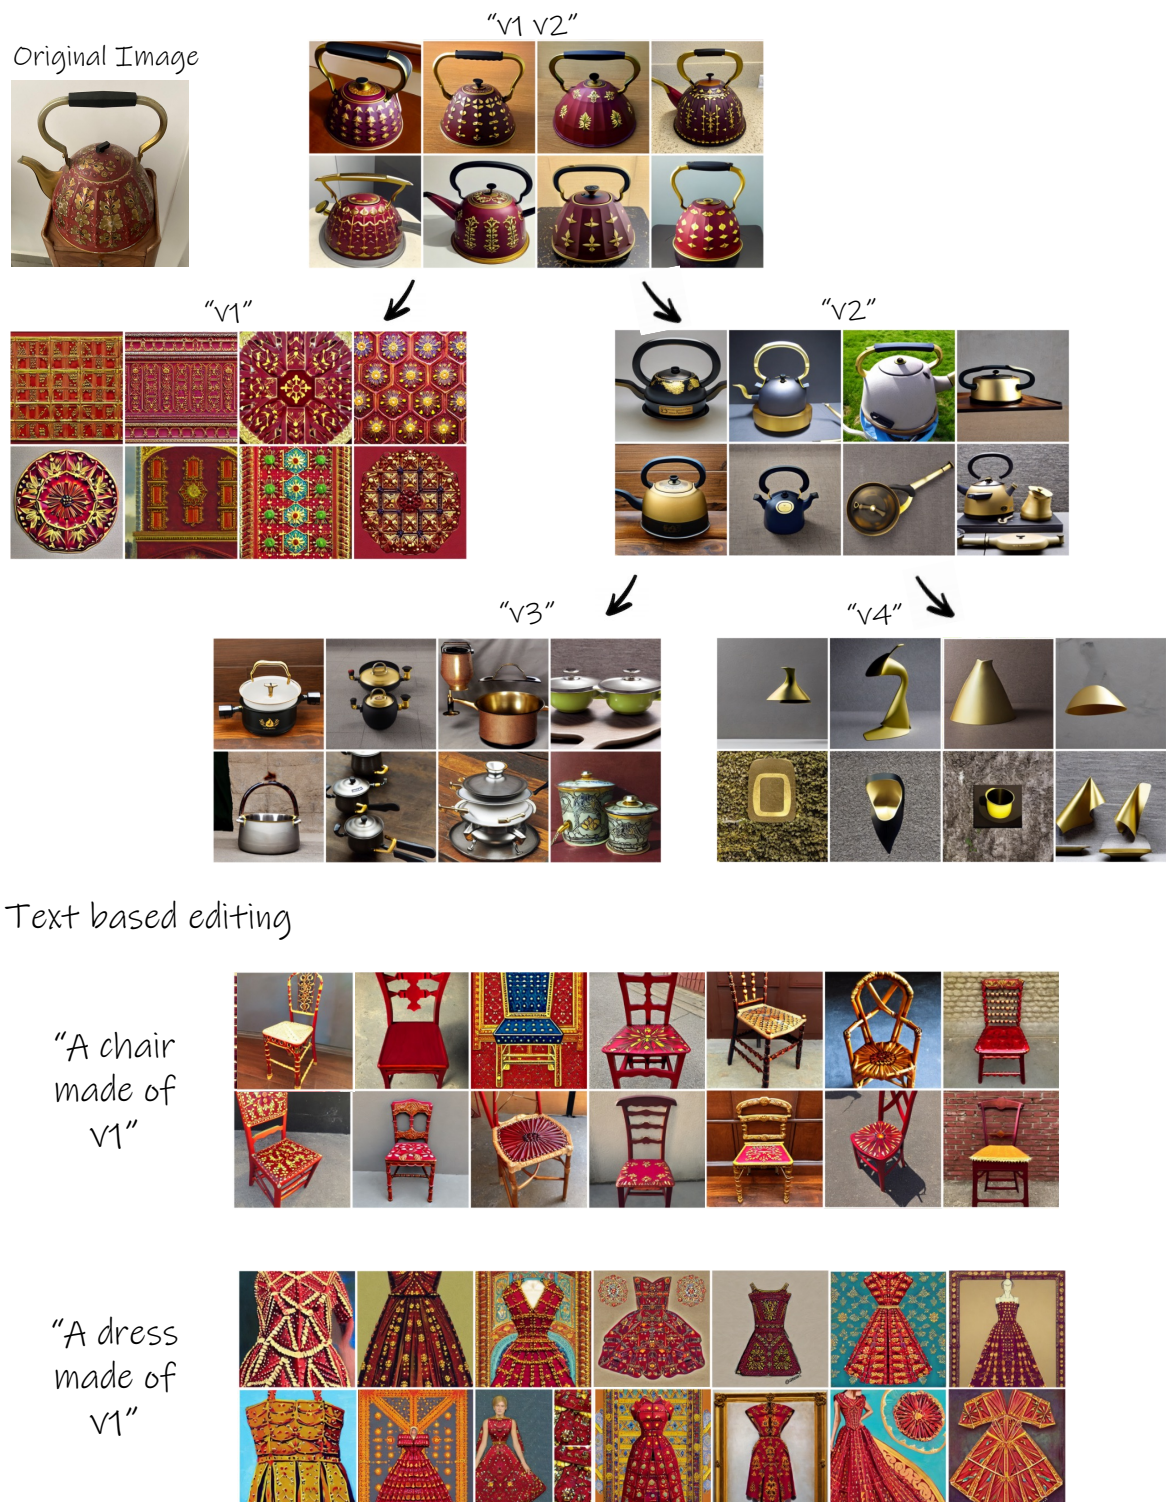 "v1 v2"
Original Image
"v1"
"v2"
"v3"
"v4"
Text based editing
"A chair
made of
v1"
"A dress
made of
v1"